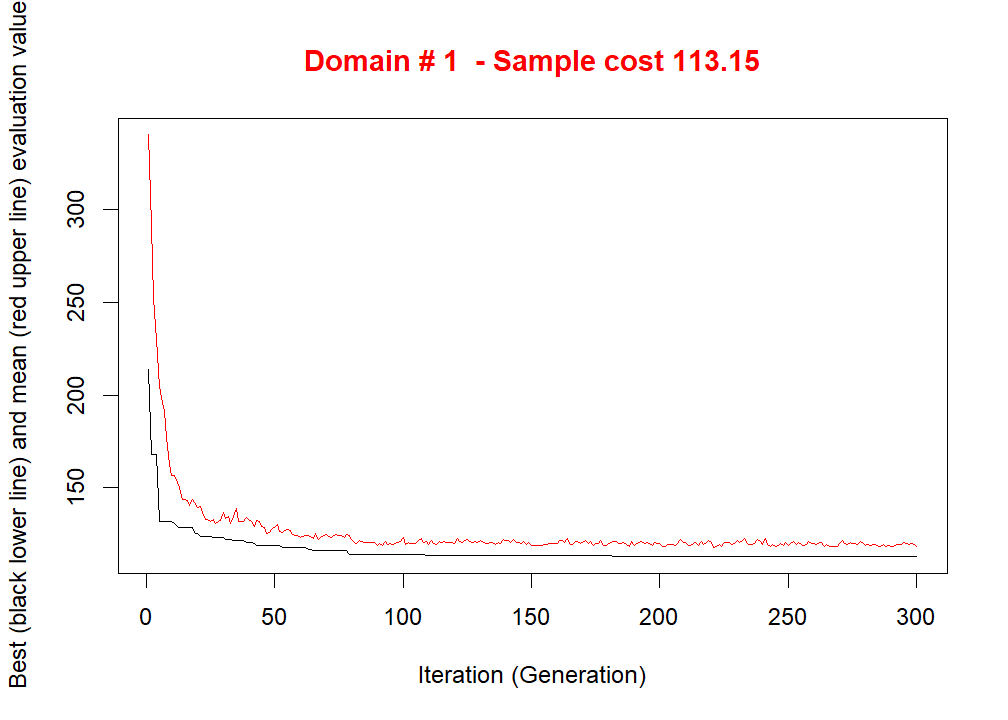 Domain # 1  - Sample cost 113.15
Best (black lower line) and mean (red upper line) evaluation value
300
250
200
150
0 50 100 150 200 250 300
Iteration (Generation)